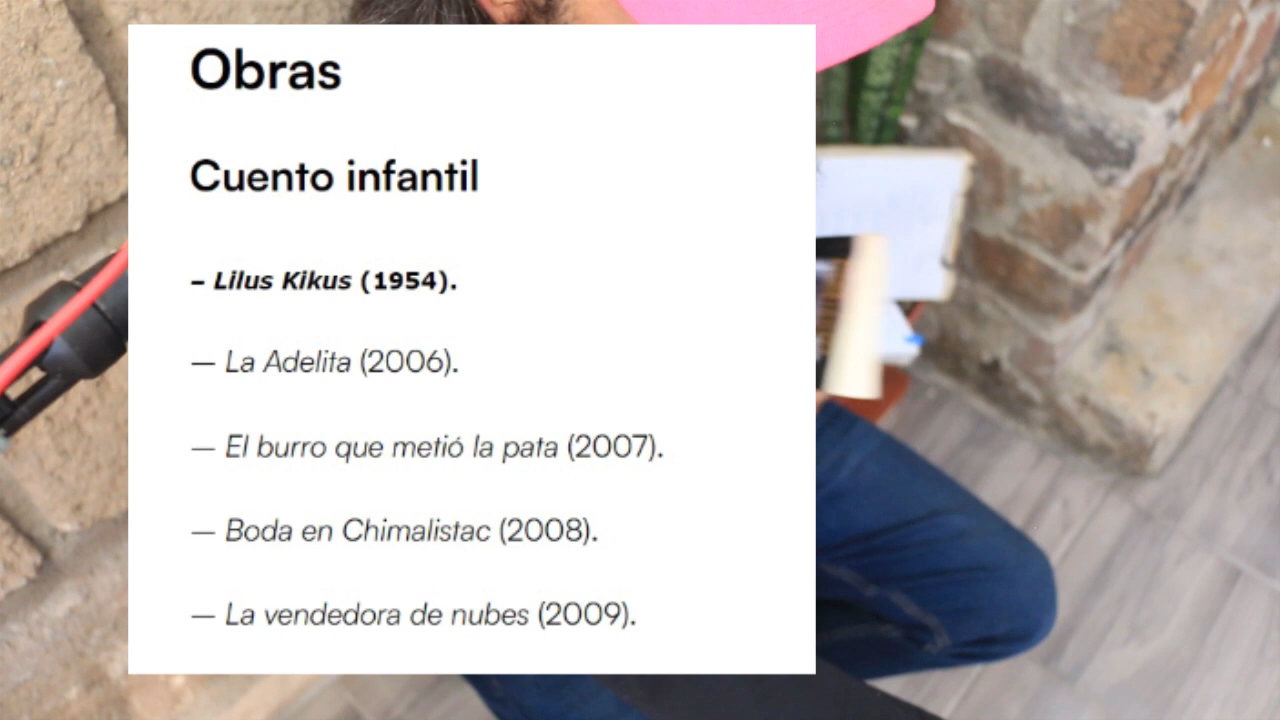 Obras
Cuento infantil
– Lilus Kikus (1954).
— La Adelita (2006).
— El burro que metió la pata (2007).
— Boda en Chimalistac (2008).
— La vendedora de nubes (2009).